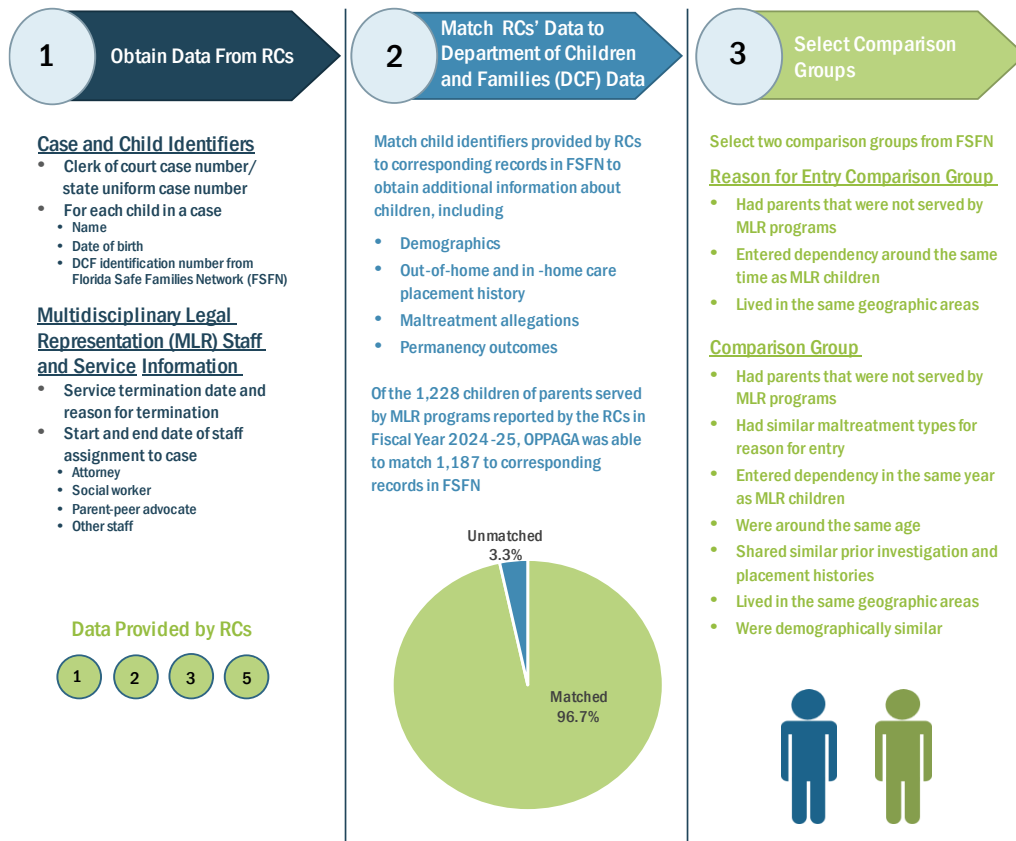 1
Obtain Data From RCs
Case and Child Identifiers
• Clerk of court case number/
state uniform case number
• For each child in a case
• Name
• Date of birth
• DCF identification number from
Florida Safe Families Network (FSFN)
Multidisciplinary Legal
Representation (MLR) Staff
and Service Information
• Service termination date and
reason for termination
• Start and end date of staff
assignment to case
• Attorney
• Social worker
• Parent-peer advocate
• Other staff
Data Provided by RCs
1 2 3 5
2
Match RCs’ Data to
Department of Children
and Families (DCF) Data
Match child identifiers provided by RCs
to corresponding records in FSFN to
obtain additional information about
children, including
• Demographics
• Out-of-home and in -home care
placement history
• Maltreatment allegations
• Permanency outcomes
Of the 1,228 children of parents served
by MLR programs reported by the RCs in
Fiscal Year 2024 -25, OPPAGA was able
to match 1,187 to corresponding
records in FSFN
Unmatched
3.3%
Matched
96.7%
3
Select Comparison
Groups
Select two comparison groups from FSFN
Reason for Entry Comparison Group
• Had parents that were not served by
MLR programs
• Entered dependency around the same
time as MLR children
• Lived in the same geographic areas
Comparison Group
• Had parents that were not served by
MLR programs
• Had similar maltreatment types for
reason for entry
• Entered dependency in the same year
as MLR children
• Were around the same age
• Shared similar prior investigation and
placement histories
• Lived in the same geographic areas
• Were demographically similar